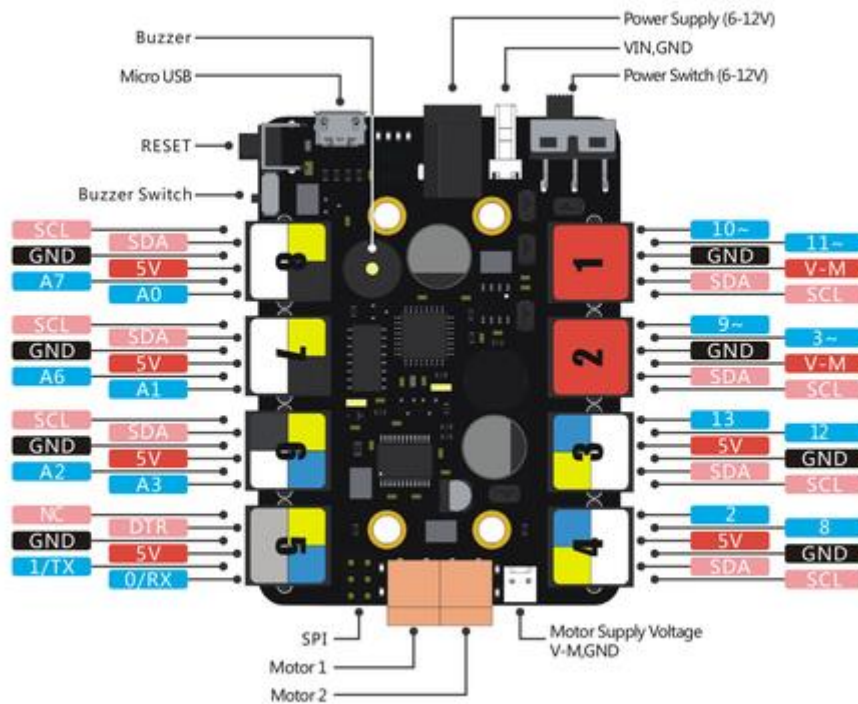 Buzzer
Micro USB
RESET
Buzzer Switch
Power Supply (6-12V)
VIN,GND
Power Switch (6-12V)
SCL
SDA
GND
5V
A7
A0
8
1
10~
11~
GND
V-M
SDA
SCL
SCL
SDA
GND
5V
A6
A1
7
2
9~
3~
GND
V-M
SDA
SCL
SCL
SDA
GND
5V
A2
A3
6
3
13
12
5V
GND
SDA
SCL
NC
DTR
GND
5V
1/TX
0/RX
5
4
2
8
5V
GND
SDA
SCL
SPI
Motor 1
Motor 2
Motor Supply Voltage
V-M,GND